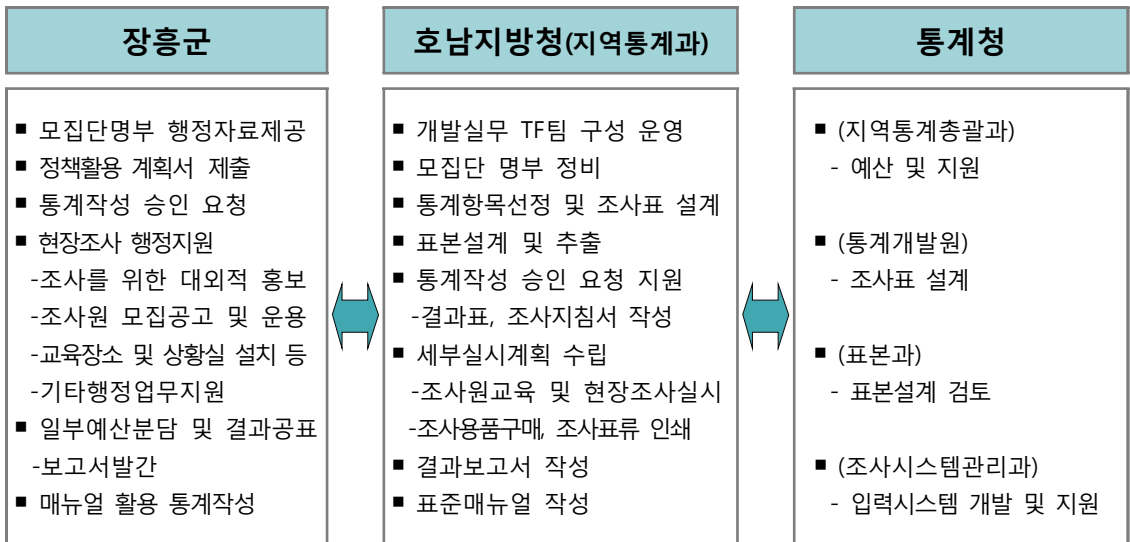 장흥군
■ 모집단명부 행정자료제공
■ 정책활용 계획서 제출
■ 통계작성 승인 요청
■ 현장조사 행정지원
-조사를 위한 대외적 홍보
-조사원 모집공고 및 운용
-교육장소 및 상황실 설치 등
-기타행정업무지원
■ 일부예산분담 및 결과공표
-보고서발간
■ 매뉴얼 활용 통계작성
호남지방청(지역통계과)
■ 개발실무 TF팀 구성 운영
■ 모집단 명부 정비
■ 통계항목선정 및 조사표 설계
■ 표본설계 및 추출
■ 통계작성 승인 요청 지원
-결과표, 조사지침서 작성
■ 세부실시계획 수립
-조사원교육 및 현장조사실시
-조사용품구매, 조사표류 인쇄
■ 결과보고서 작성
■ 표준매뉴얼 작성
통계청
■ (지역통계총괄과)
- 예산 및 지원
■ (통계개발원)
- 조사표 설계
■ (표본과)
- 표본설계 검토
■ (조사시스템관리과)
- 입력시스템 개발 및 지원